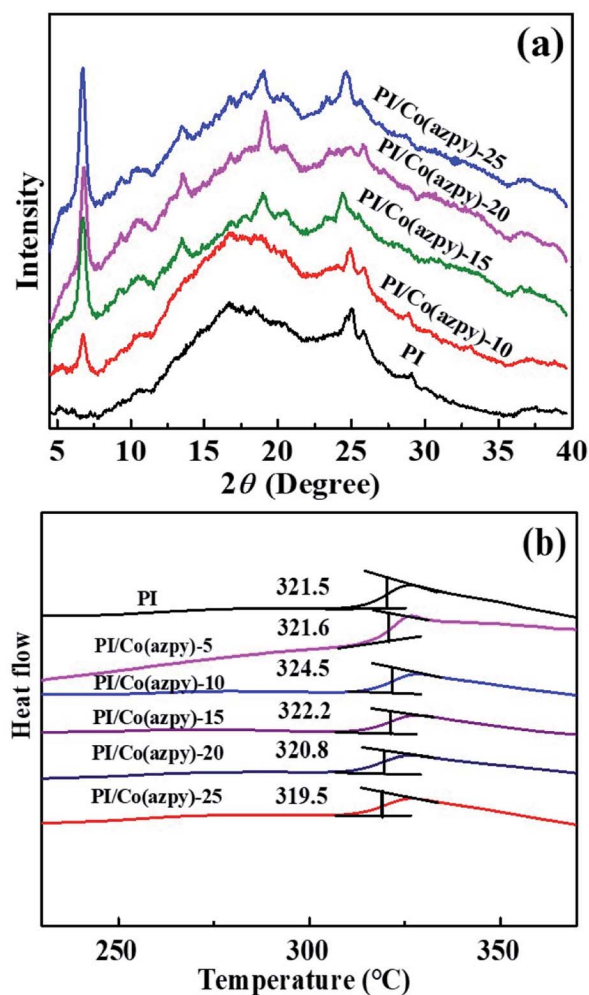 (a)
PI/Co(azpy)-25
PI/Co(azpy)-20
PI/Co(azpy)-15
PI/Co(azpy)-10
PI
Intensity
5 10 15 20 25 30 35 40
2θ (Degree)
(b)
PI 321.5
PI/Co(azpy)-5 321.6
PI/Co(azpy)-10 324.5
PI/Co(azpy)-15 322.2
PI/Co(azpy)-20 320.8
PI/Co(azpy)-25 319.5
Heat flow
250 300 350
Temperature (°C)